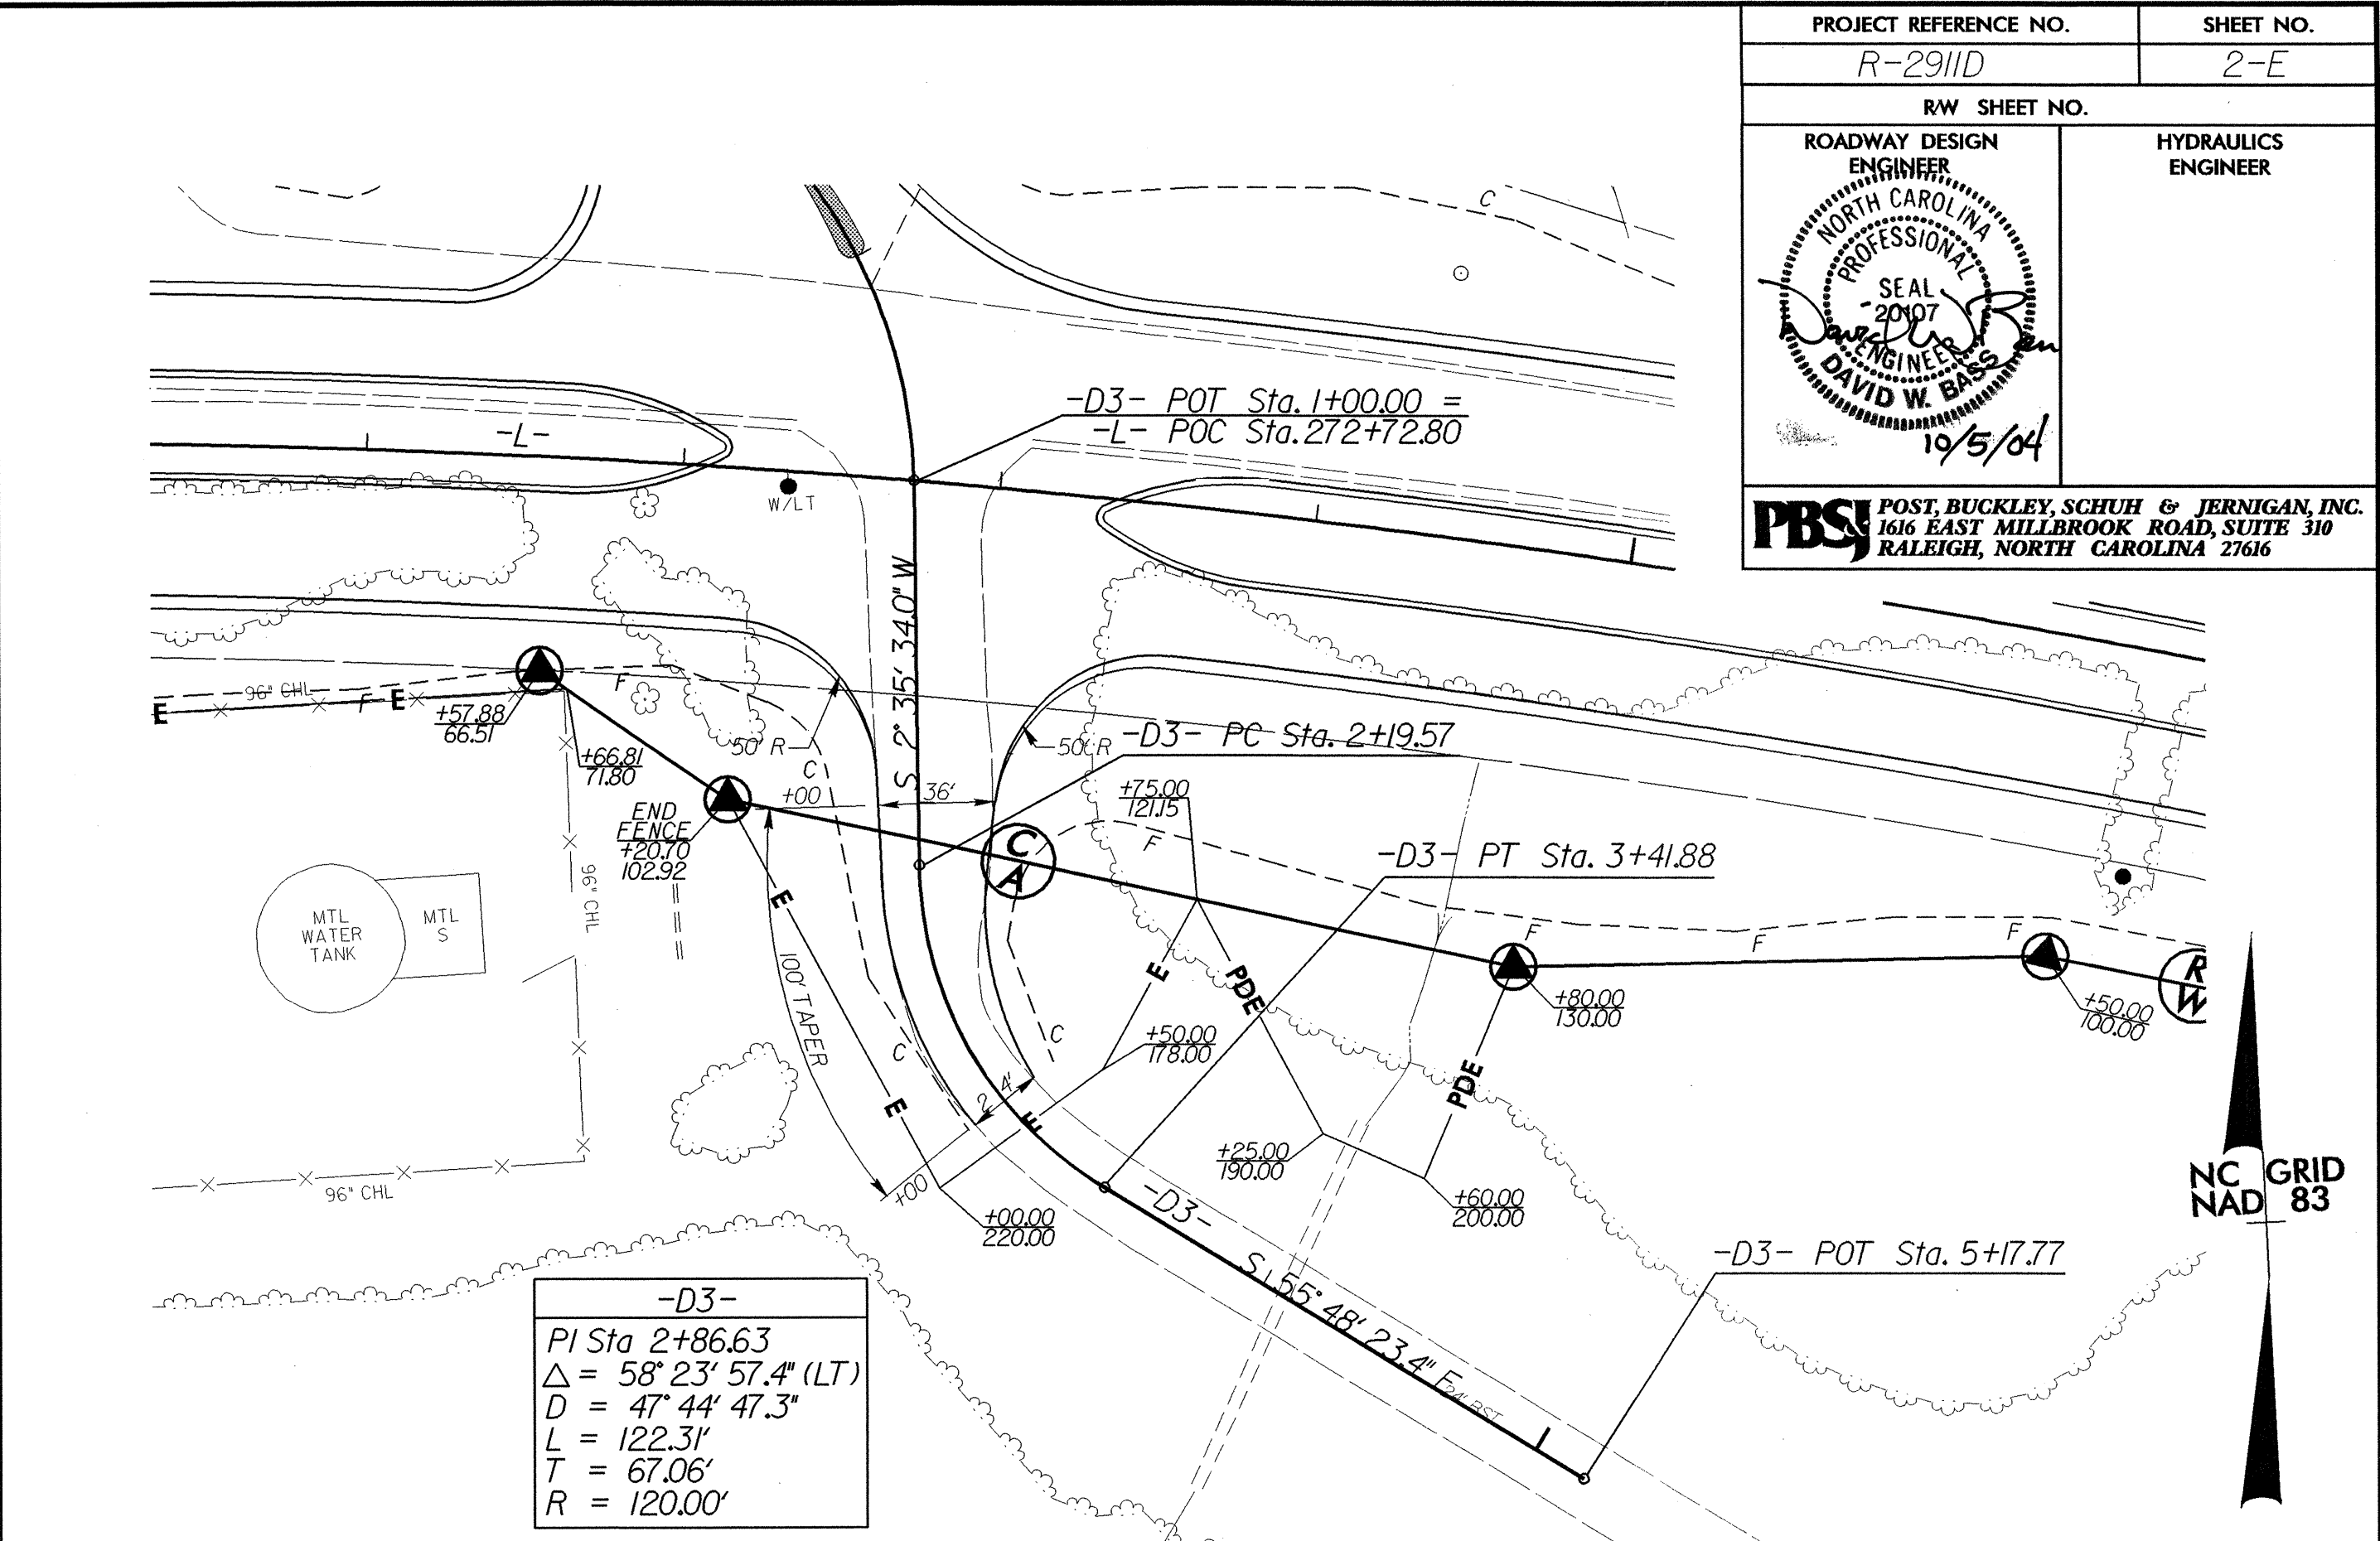 PROJECT REFERENCE NO.
SHEET NO.
R-2911D
2-E
R/W SHEET NO.
ROADWAY DESIGN
ENGINEER
HYDRAULICS
ENGINEER
NORTH CAROLINA
PROFESSIONAL
SEAL
20107
ENGINEER
DAVID W. BASS
10/5/04
PBS&J
POST, BUCKLEY, SCHUH & JERNIGAN, INC.
1616 EAST MILLBROOK ROAD, SUITE 310
RALEIGH, NORTH CAROLINA 27616
C
-D3- POT Sta. 1+00.00 =
-L- POC Sta. 272+72.80
-L-
W/LT
S 2° 35' 34.0" W
96" CHL
E
F
E
F
+57.88
66.51
+66.81
71.80
50' R
C
+00
36'
50' R
-D3- PC Sta. 2+19.57
END
FENCE
+20.70
102.92
+75.00
121.15
C
A
F
-D3- PT Sta. 3+41.88
MTL
WATER
TANK
MTL
S
96" CHL
E
100' TAPER
E
C
C
24'
E
E
PDE
F
F
F
+80.00
130.00
+50.00
100.00
R
W
+50.00
178.00
PDE
+25.00
190.00
+60.00
200.00
+00
+00.00
220.00
96" CHL
-D3-
S 55° 48' 23.4" E
24' BST
-D3- POT Sta. 5+17.77
NC GRID
NAD 83
-D3-
PI Sta 2+86.63
△ = 58° 23' 57.4" (LT)
D = 47° 44' 47.3"
L = 122.31'
T = 67.06'
R = 120.00'